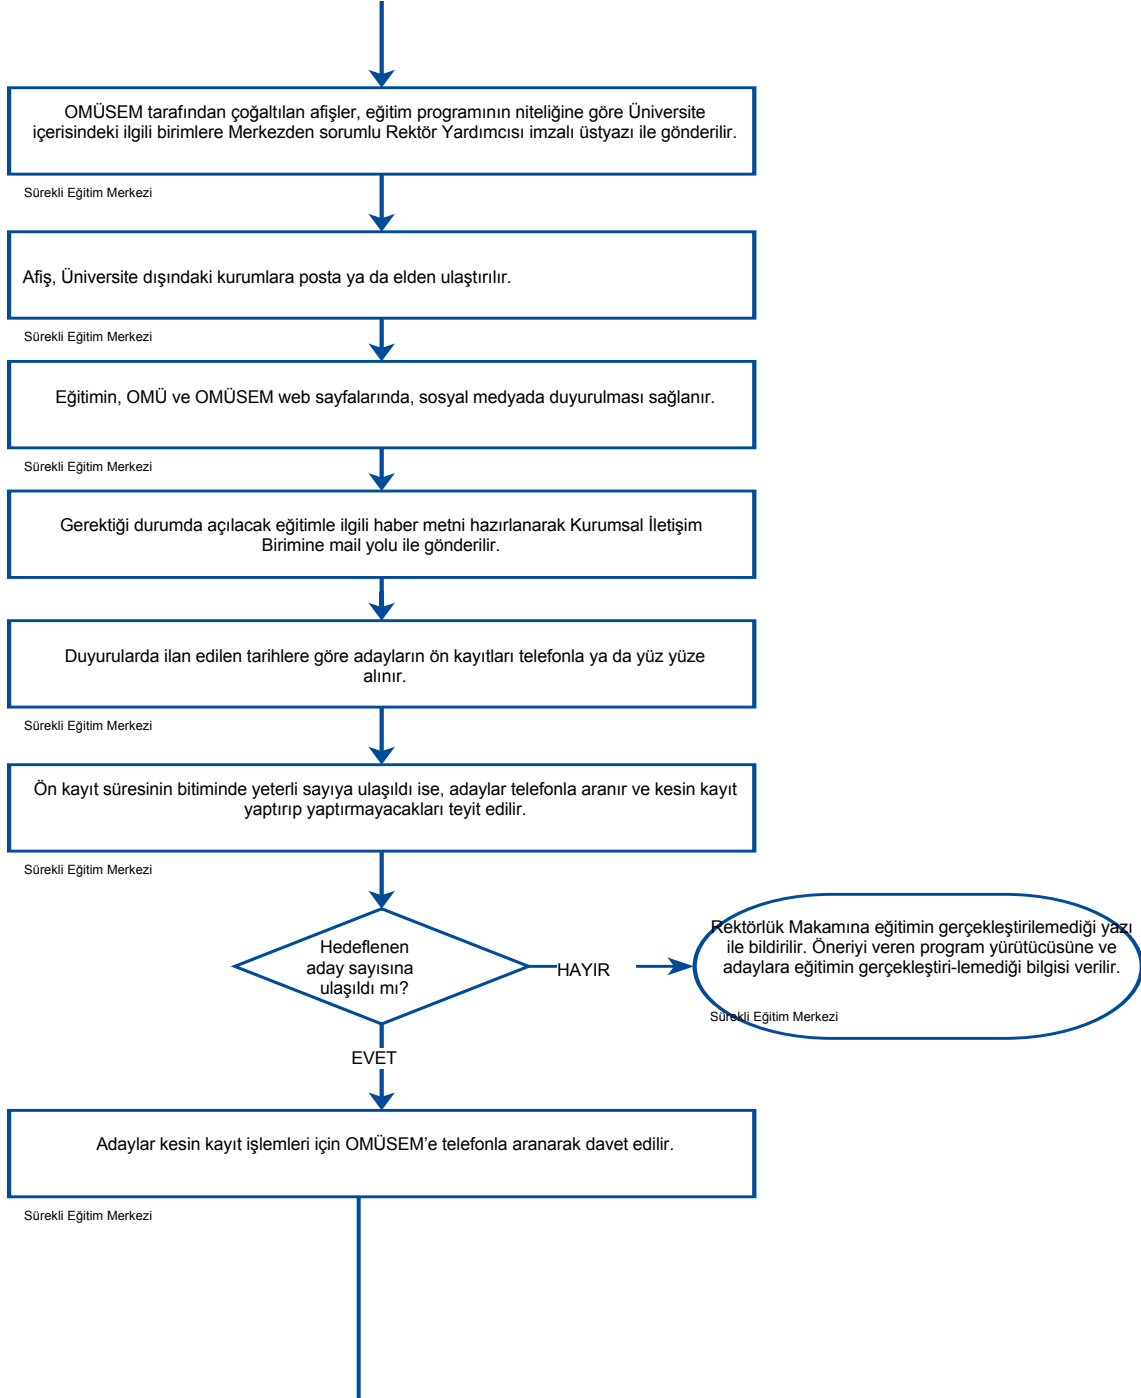 OMÜSEM tarafından çoğaltılan afişler, eğitim programının niteliğine göre Üniversite
içerisindeki ilgili birimlere Merkezden sorumlu Rektör Yardımcısı imzalı üstyazı ile gönderilir.
Sürekli Eğitim Merkezi
Afiş, Üniversite dışındaki kurumlara posta ya da elden ulaştırılır.
Sürekli Eğitim Merkezi
Eğitimin, OMÜ ve OMÜSEM web sayfalarında, sosyal medyada duyurulması sağlanır.
Sürekli Eğitim Merkezi
Gerektiği durumda açılacak eğitimle ilgili haber metni hazırlanarak Kurumsal İletişim
Birimine mail yolu ile gönderilir.
Duyurularda ilan edilen tarihlere göre adayların ön kayıtları telefonla ya da yüz yüze
alınır.
Sürekli Eğitim Merkezi
Ön kayıt süresinin bitiminde yeterli sayıya ulaşıldı ise, adaylar telefonla aranır ve kesin kayıt
yaptırıp yaptırmayacakları teyit edilir.
Sürekli Eğitim Merkezi
Hedeflenen
aday sayısına
ulaşıldı mı?
HAYIR
Rektörlük Makamına eğitimin gerçekleştirilemediği yazı
ile bildirilir. Öneriyi veren program yürütücüsüne ve
adaylara eğitimin gerçekleştiri-lemediği bilgisi verilir.
Sürekli Eğitim Merkezi
EVET
Adaylar kesin kayıt işlemleri için OMÜSEM’e telefonla aranarak davet edilir.
Sürekli Eğitim Merkezi